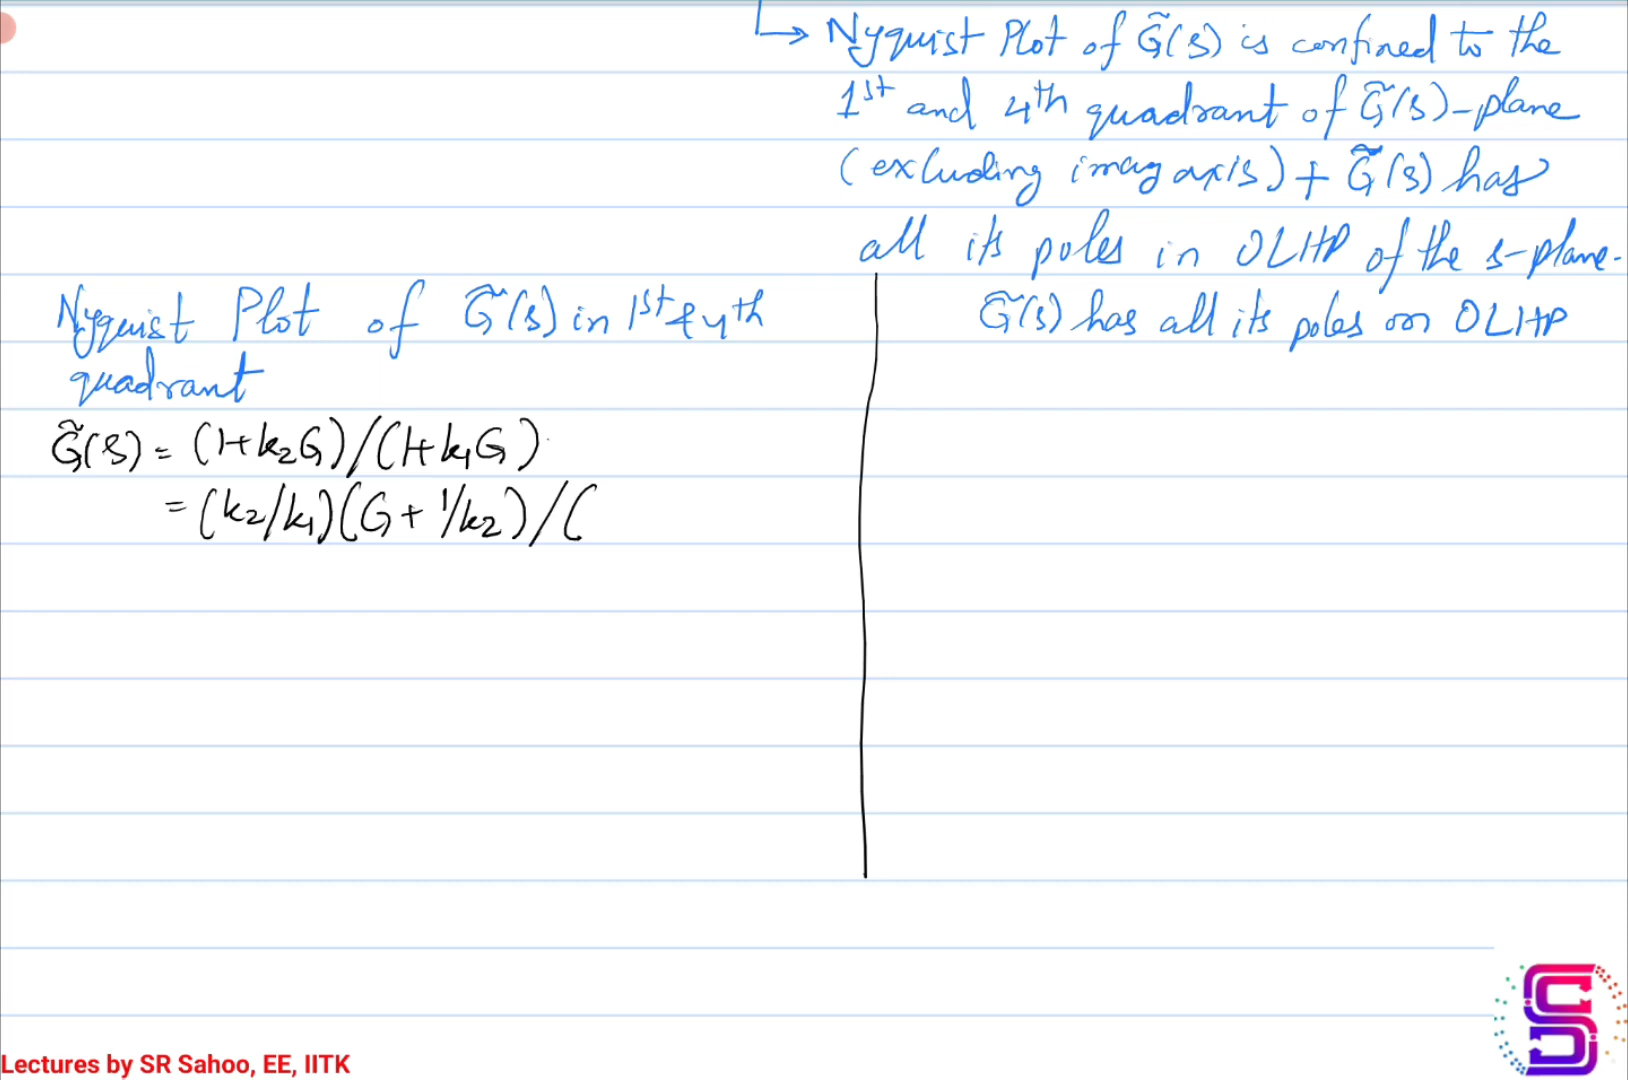 ↳ Nyquist Plot of G̃(s) is confined to the
1st and 4th quadrant of G̃(s)-plane
(excluding imag axis) + G̃(s) has
all its poles in OLHP of the s-plane.
Nyquist Plot of G̃(s) in 1st & 4th
quadrant
G̃(s) = (1+k₂G)/(1+k₁G)
= (k₂/k₁)(G + 1/k₂)/(
G̃(s) has all its poles on OLHP
Lectures by SR Sahoo, EE, IITK